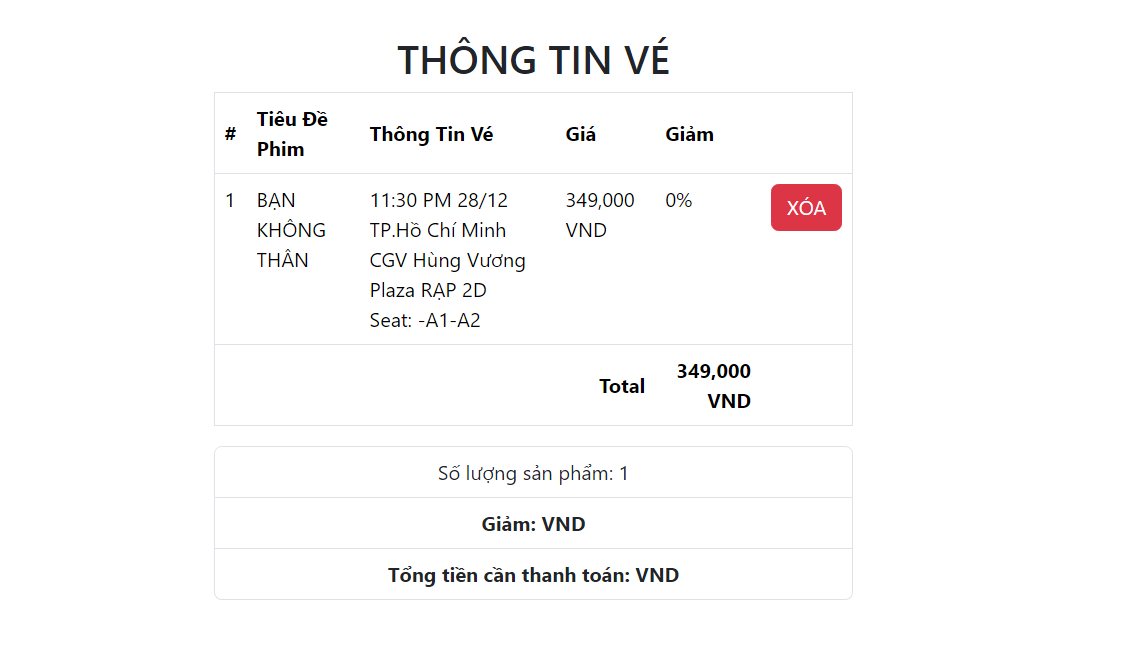 THÔNG TIN VÉ
# Tiêu Đề Phim Thông Tin Vé Giá Giảm
1 BẠN KHÔNG THÂN
11:30 PM 28/12
TP.Hồ Chí Minh
CGV Hùng Vương
Plaza RẠP 2D
Seat: -A1-A2
349,000 VND
0%
XÓA
Total 349,000 VND
Số lượng sản phẩm: 1
Giảm: VND
Tổng tiền cần thanh toán: VND